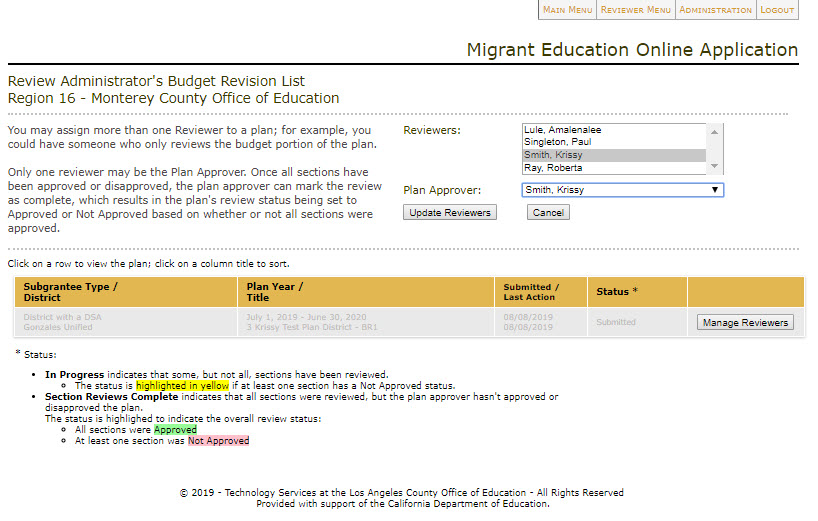 Main Menu Reviewer Menu Administration Logout
Migrant Education Online Application
Review Administrator's Budget Revision List
Region 16 - Monterey County Office of Education
You may assign more than one Reviewer to a plan; for example, you
could have someone who only reviews the budget portion of the plan.
Only one reviewer may be the Plan Approver. Once all sections have
been approved or disapproved, the plan approver can mark the review
as complete, which results in the plan's review status being set to
Approved or Not Approved based on whether or not all sections were
approved.
Reviewers:
Lule, Amalenalee
Singleton, Paul
Smith, Krissy
Ray, Roberta
Plan Approver: Smith, Krissy
Update Reviewers Cancel
Click on a row to view the plan; click on a column title to sort.
Subgrantee Type /
District
Plan Year /
Title
Submitted /
Last Action
Status *
District with a DSA
Gonzales Unified
July 1, 2019 - June 30, 2020
3 Krissy Test Plan District - BR1
08/08/2019
08/08/2019
Submitted
Manage Reviewers
* Status:
In Progress indicates that some, but not all, sections have been reviewed.
The status is highlighted in yellow if at least one section has a Not Approved status.
Section Reviews Complete indicates that all sections were reviewed, but the plan approver hasn't approved or
disapproved the plan.
The status is highlighed to indicate the overall review status:
All sections were Approved
At least one section was Not Approved
© 2019 - Technology Services at the Los Angeles County Office of Education - All Rights Reserved
Provided with support of the California Department of Education.